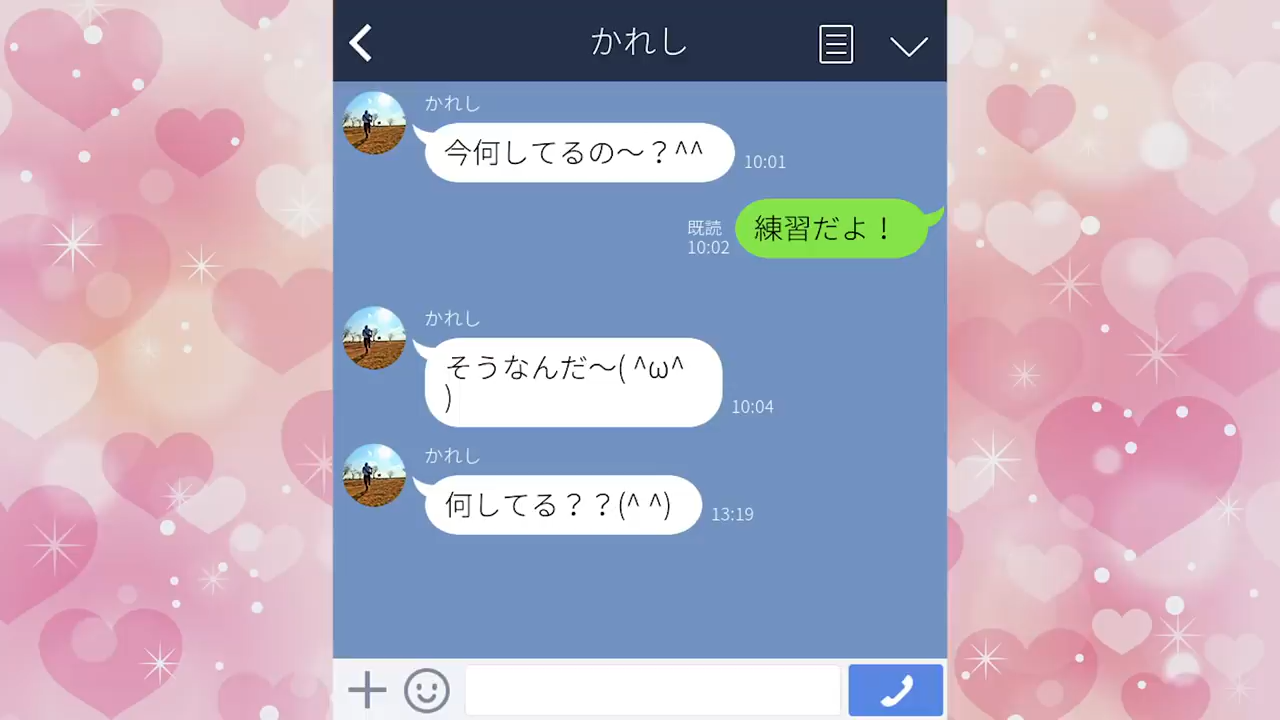 かれし
かれし
今何してるの〜？^^
10:01
練習だよ！
既読
10:02
かれし
そうなんだ〜( ^ω^
)
10:04
かれし
何してる？？(^ ^)
13:19